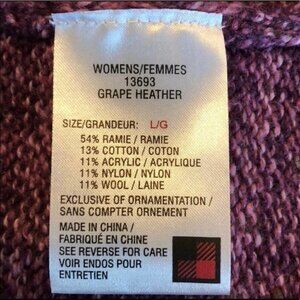 WOMENS/FEMMES
13693
GRAPE HEATHER
SIZE/GRANDEUR: L/G
54% RAMIE / RAMIE
13% COTTON / COTON
11% ACRYLIC / ACRYLIQUE
11% NYLON / NYLON
11% WOOL / LAINE
EXCLUSIVE OF ORNAMENTATION /
SANS COMPTER ORNEMENT
MADE IN CHINA /
FABRIQUÉ EN CHINE
SEE REVERSE FOR CARE
VOIR ENDOS POUR
ENTRETIEN